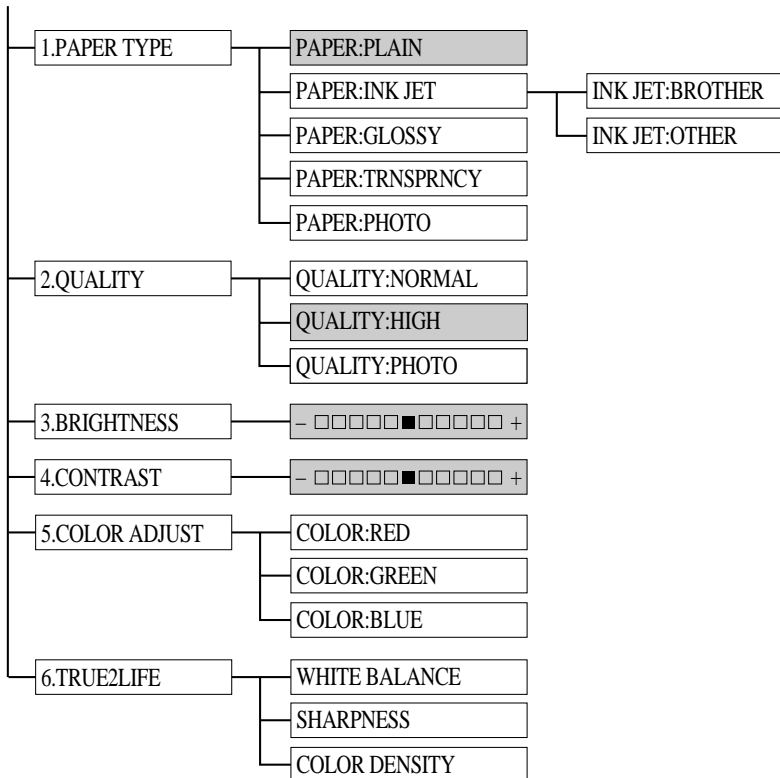 1.PAPER TYPE
PAPER:PLAIN
PAPER:INK JET
INK JET:BROTHER
INK JET:OTHER
PAPER:GLOSSY
PAPER:TRNSPRNCY
PAPER:PHOTO
2.QUALITY
QUALITY:NORMAL
QUALITY:HIGH
QUALITY:PHOTO
3.BRIGHTNESS
– □□□□□■□□□□□ +
4.CONTRAST
– □□□□□■□□□□□ +
5.COLOR ADJUST
COLOR:RED
COLOR:GREEN
COLOR:BLUE
6.TRUE2LIFE
WHITE BALANCE
SHARPNESS
COLOR DENSITY